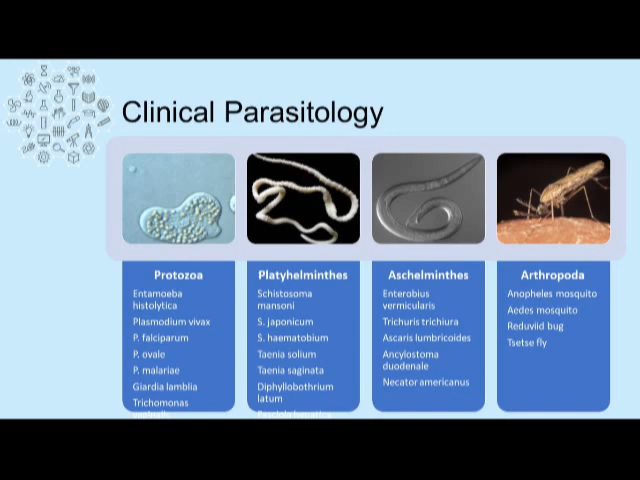 Clinical Parasitology
Protozoa
Entamoeba
histolytica
Plasmodium vivax
P. falciparum
P. ovale
P. malariae
Giardia lamblia
Trichomonas
Platyhelminthes
Schistosoma
mansoni
S. japonicum
S. haematobium
Taenia solium
Taenia saginata
Diphyllobothrium
latum
Fasciola hepatica
Aschelminthes
Enterobius
vermicularis
Trichuris trichiura
Ascaris lumbricoides
Ancylostoma
duodenale
Necator americanus
Arthropoda
Anopheles mosquito
Aedes mosquito
Reduviid bug
Tsetse fly